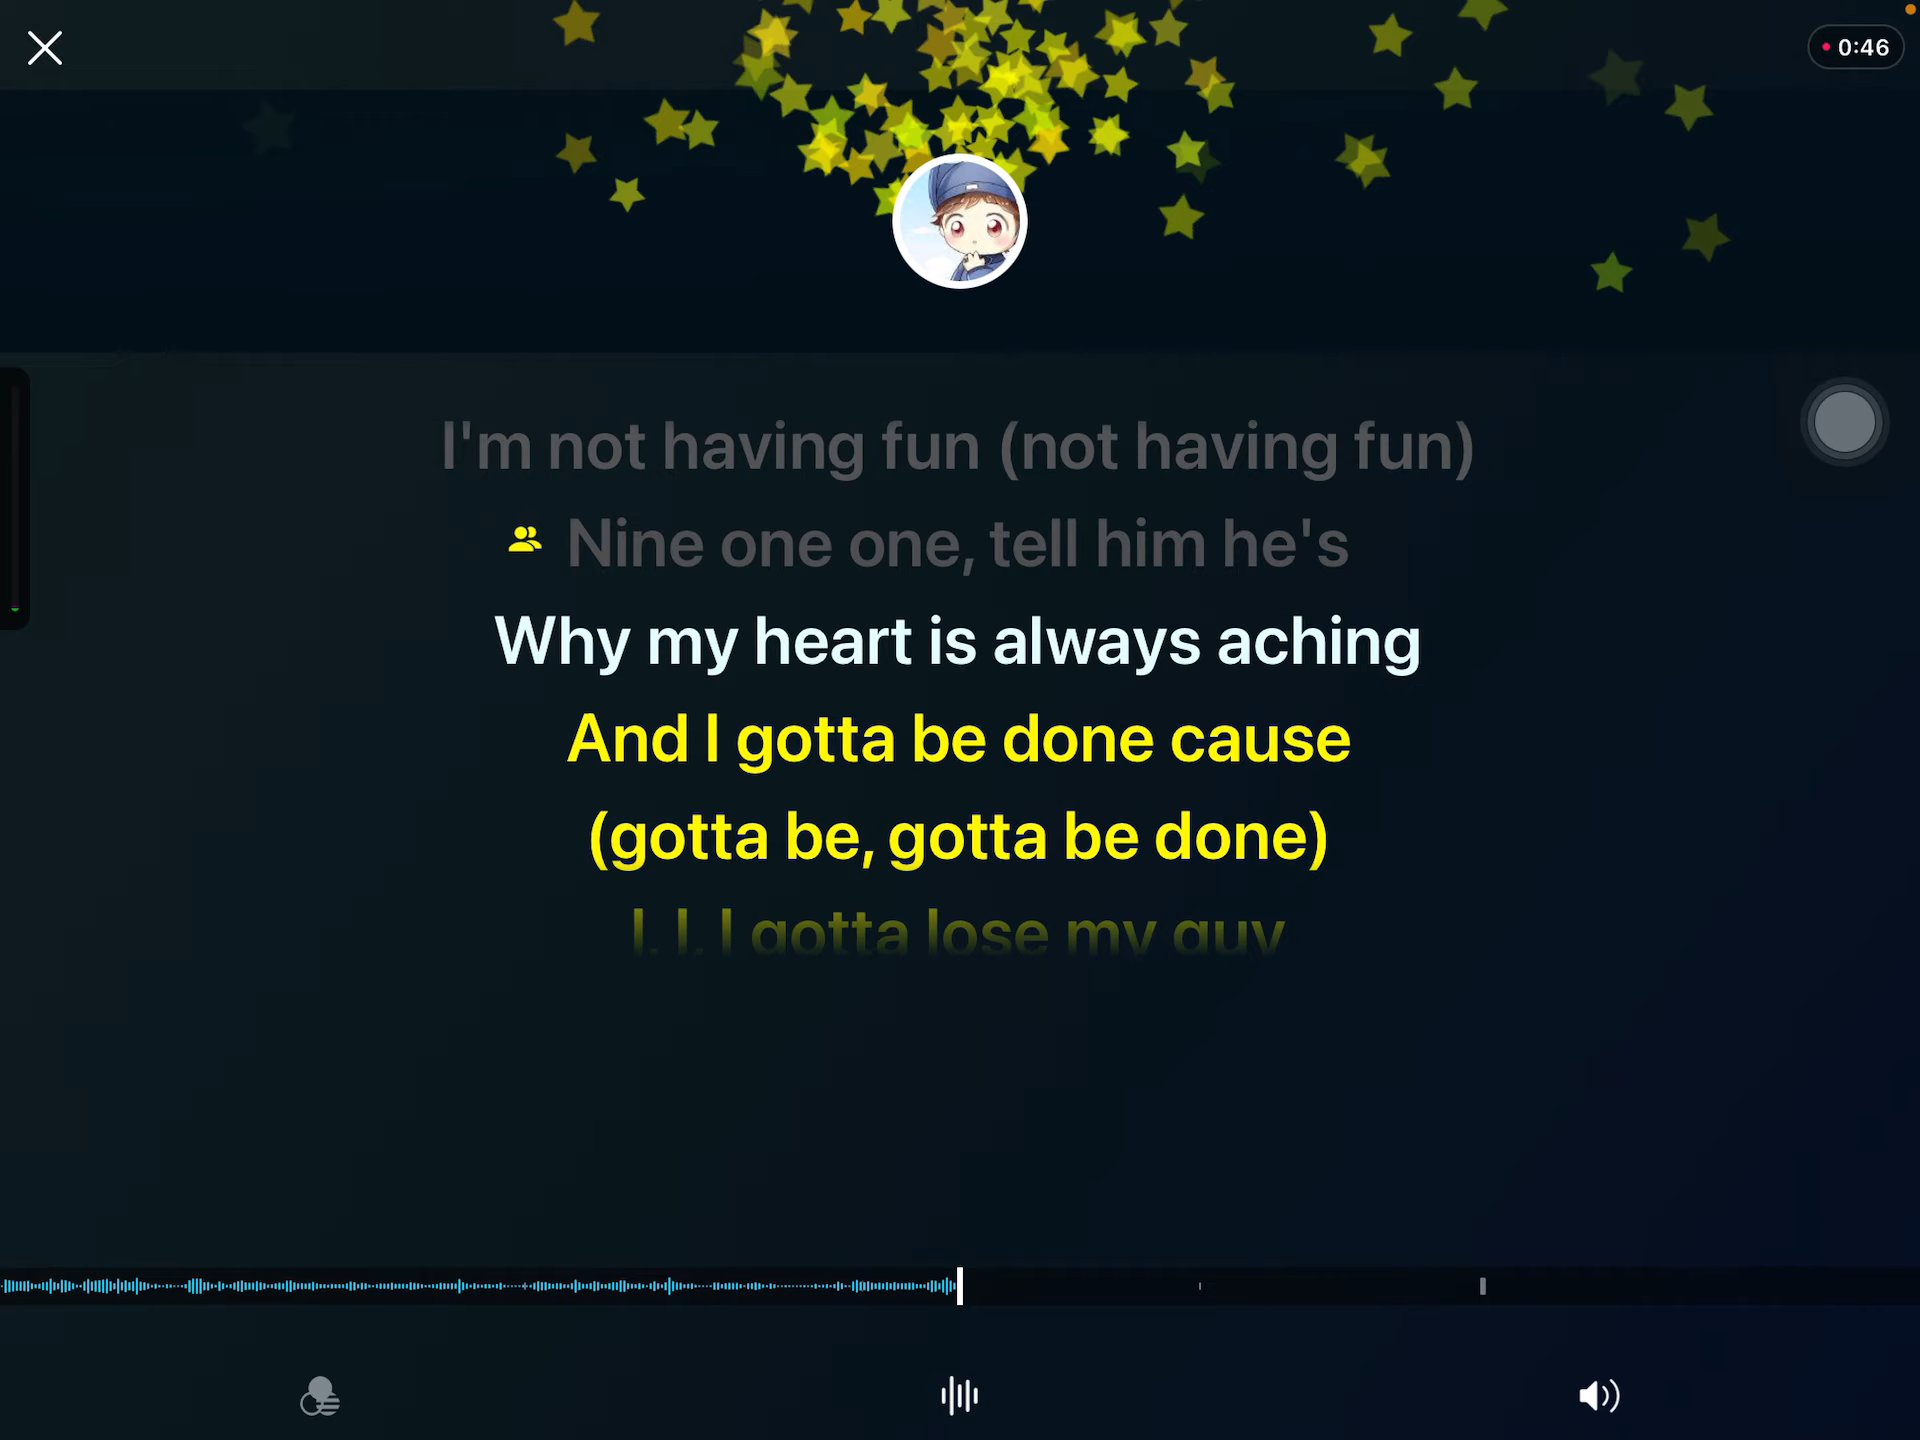 0:46
I'm not having fun (not having fun)
Nine one one, tell him he's
Why my heart is always aching
And I gotta be done cause
(gotta be, gotta be done)
I, I, I gotta lose my guy